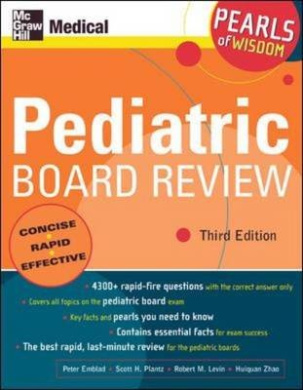 Mc
Graw
Hill
Medical
PEARLS
of WISDOM
Pediatric
BOARD REVIEW
CONCISE
• RAPID •
EFFECTIVE
Third Edition
• 4300+ rapid-fire questions with the correct answer only
• Covers all topics on the pediatric board exam
• Key facts and pearls you need to know
• Contains essential facts for exam success
• The best rapid, last-minute review for the pediatric boards
Peter Emblad • Scott H. Plantz • Robert M. Levin • Huiquan Zhao